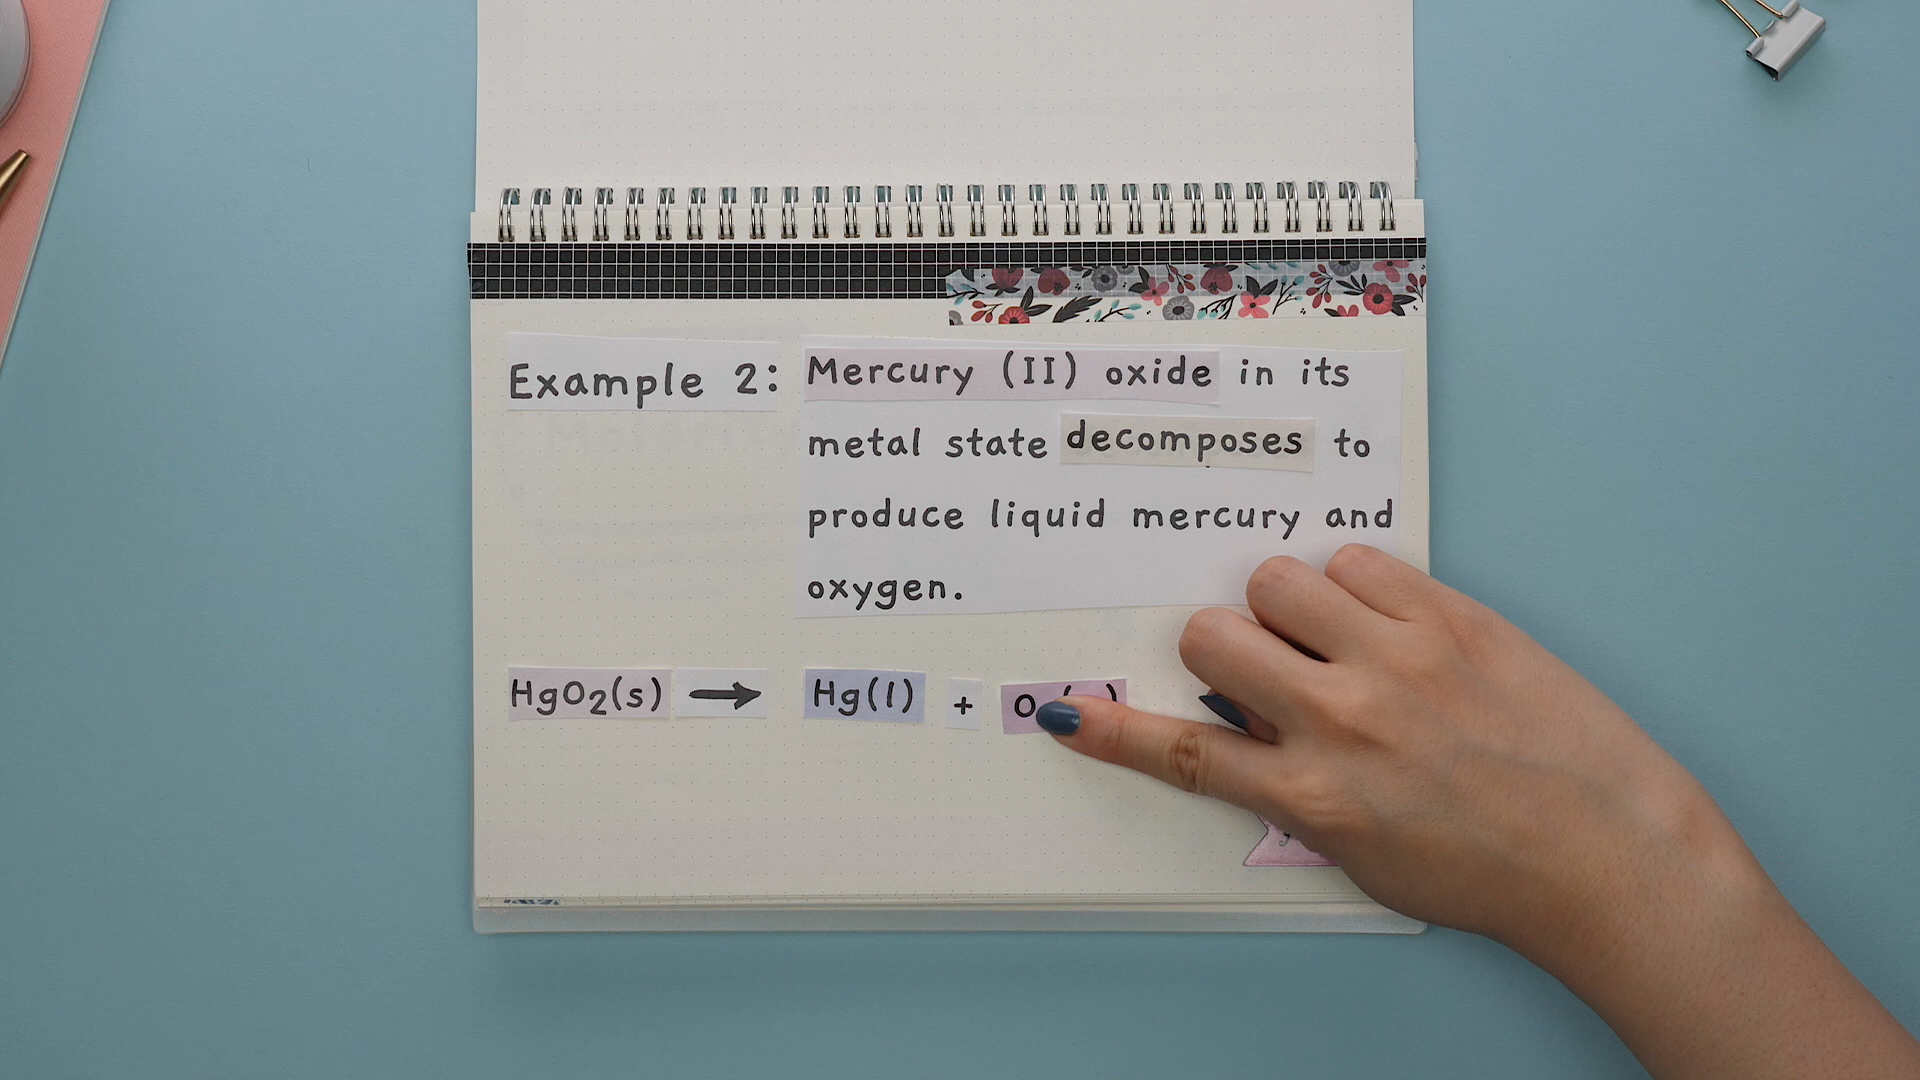 Example 2: Mercury (II) oxide in its
metal state decomposes to
produce liquid mercury and
oxygen.
HgO₂(s) → Hg(l) + O